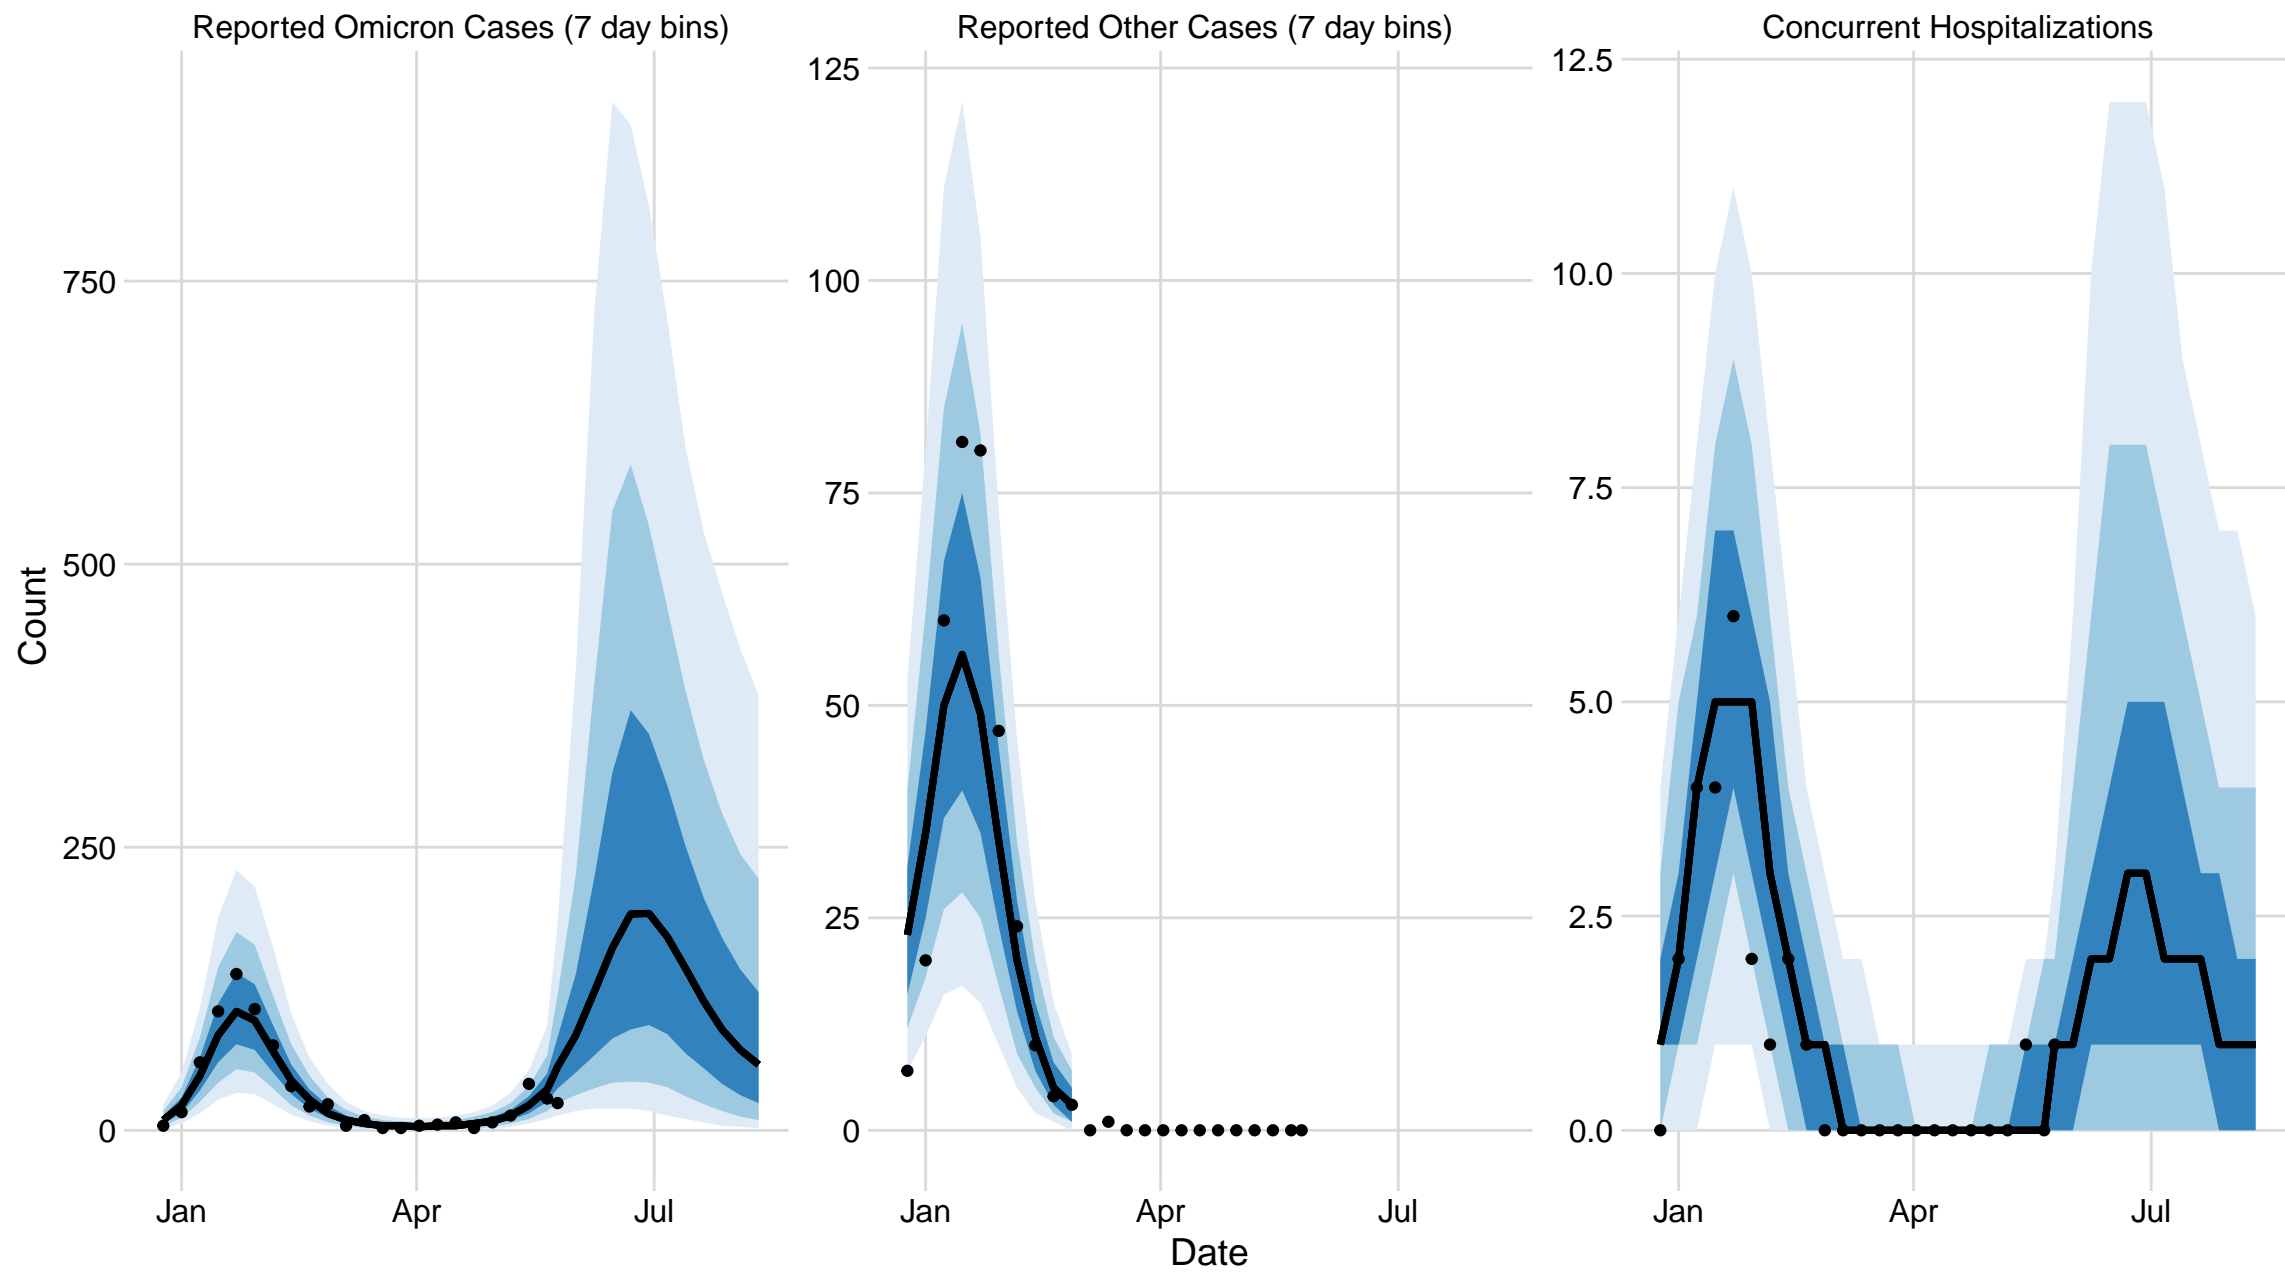 Reported Omicron Cases (7 day bins)
Reported Other Cases (7 day bins)
Concurrent Hospitalizations
Count
750
500
250
0
Jan
Apr
Jul
125
100
75
50
25
0
Jan
Apr
Jul
12.5
10.0
7.5
5.0
2.5
0.0
Jan
Apr
Jul
Date